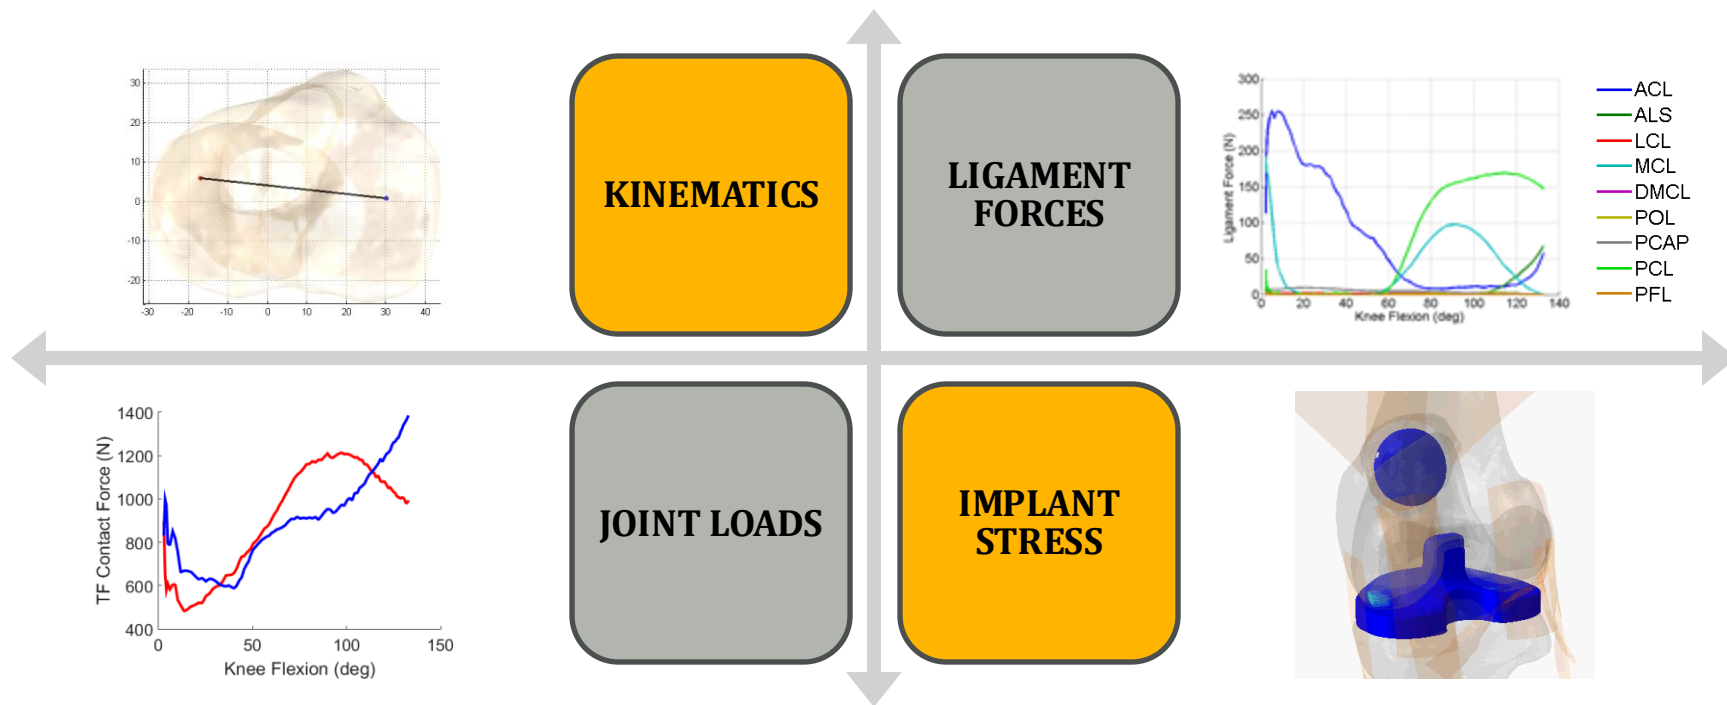 KINEMATICS
LIGAMENT
FORCES
JOINT LOADS
IMPLANT
STRESS
30
20
10
0
-10
-20
-30
-20
-10
0
10
20
30
40
Ligament Force (N)
300
250
200
150
100
50
0
0
20
40
60
80
100
120
140
Knee Flexion (deg)
ACL
ALS
LCL
MCL
DMCL
POL
PCAP
PCL
PFL
TF Contact Force (N)
1400
1200
1000
800
600
400
0
50
100
150
Knee Flexion (deg)